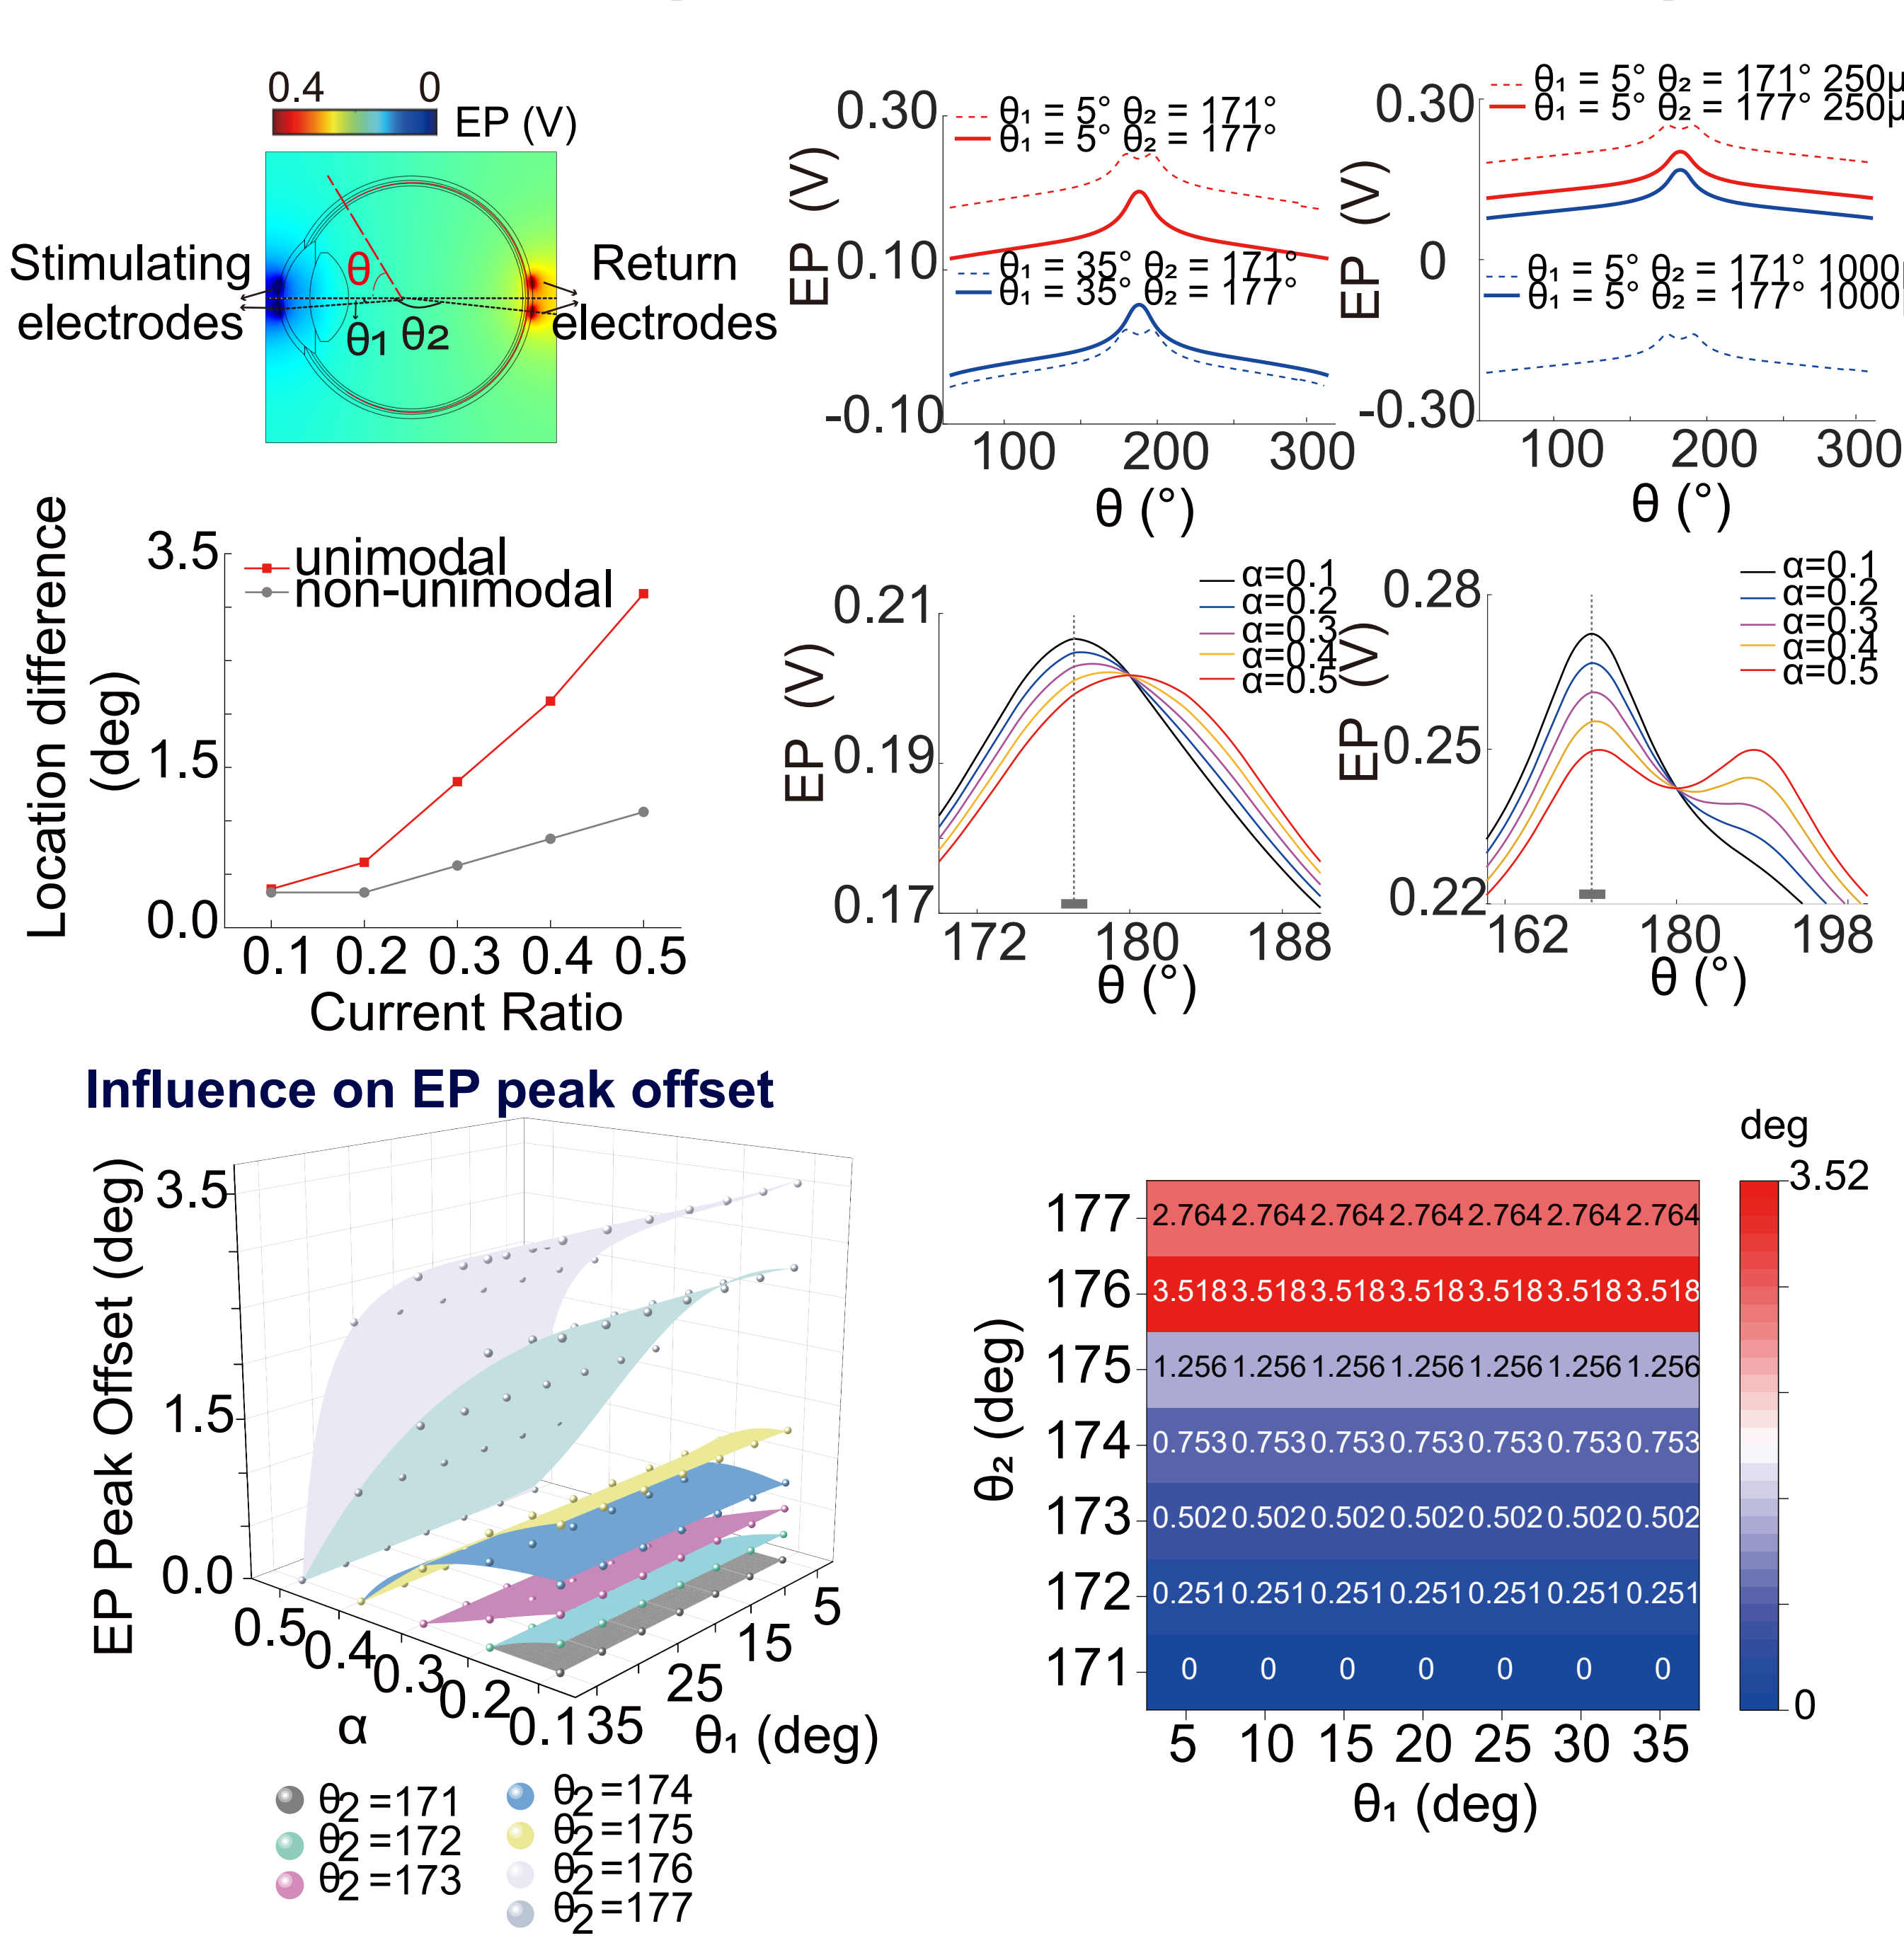 0.4 0
EP (V)
Stimulating
electrodes
θ
θ1 θ2
Return
electrodes
0.30
0.10
-0.10
EP (V)
θ₁ = 5° θ₂ = 171°
θ₁ = 5° θ₂ = 177°
θ₁ = 35° θ₂ = 171°
θ₁ = 35° θ₂ = 177°
100 200 300
θ (°)
0.30
0
-0.30
EP (V)
θ₁ = 5° θ₂ = 171° 250μ
θ₁ = 5° θ₂ = 177° 250μ
θ₁ = 5° θ₂ = 171° 1000
θ₁ = 5° θ₂ = 177° 1000
100 200 300
θ (°)
Location difference
(deg)
3.5
1.5
0.0
unimodal
non-unimodal
0.1 0.2 0.3 0.4 0.5
Current Ratio
EP (V)
0.21
0.19
0.17
α=0.1
α=0.2
α=0.3
α=0.4
α=0.5
172 180 188
θ (°)
EP (V)
0.28
0.25
0.22
α=0.1
α=0.2
α=0.3
α=0.4
α=0.5
162 180 198
θ (°)
Influence on EP peak offset
EP Peak Offset (deg)
3.5
1.5
0.0
0.5 0.4 0.3 0.2 0.1
α
35 25 15 5
θ₁ (deg)
θ2 =171
θ2 =172
θ2 =173
θ2 =174
θ2 =175
θ2 =176
θ2 =177
deg
3.52
0
θ₂ (deg)
177 2.764 2.764 2.764 2.764 2.764 2.764 2.764
176 3.518 3.518 3.518 3.518 3.518 3.518 3.518
175 1.256 1.256 1.256 1.256 1.256 1.256 1.256
174 0.753 0.753 0.753 0.753 0.753 0.753 0.753
173 0.502 0.502 0.502 0.502 0.502 0.502 0.502
172 0.251 0.251 0.251 0.251 0.251 0.251 0.251
171 0 0 0 0 0 0 0
5 10 15 20 25 30 35
θ₁ (deg)